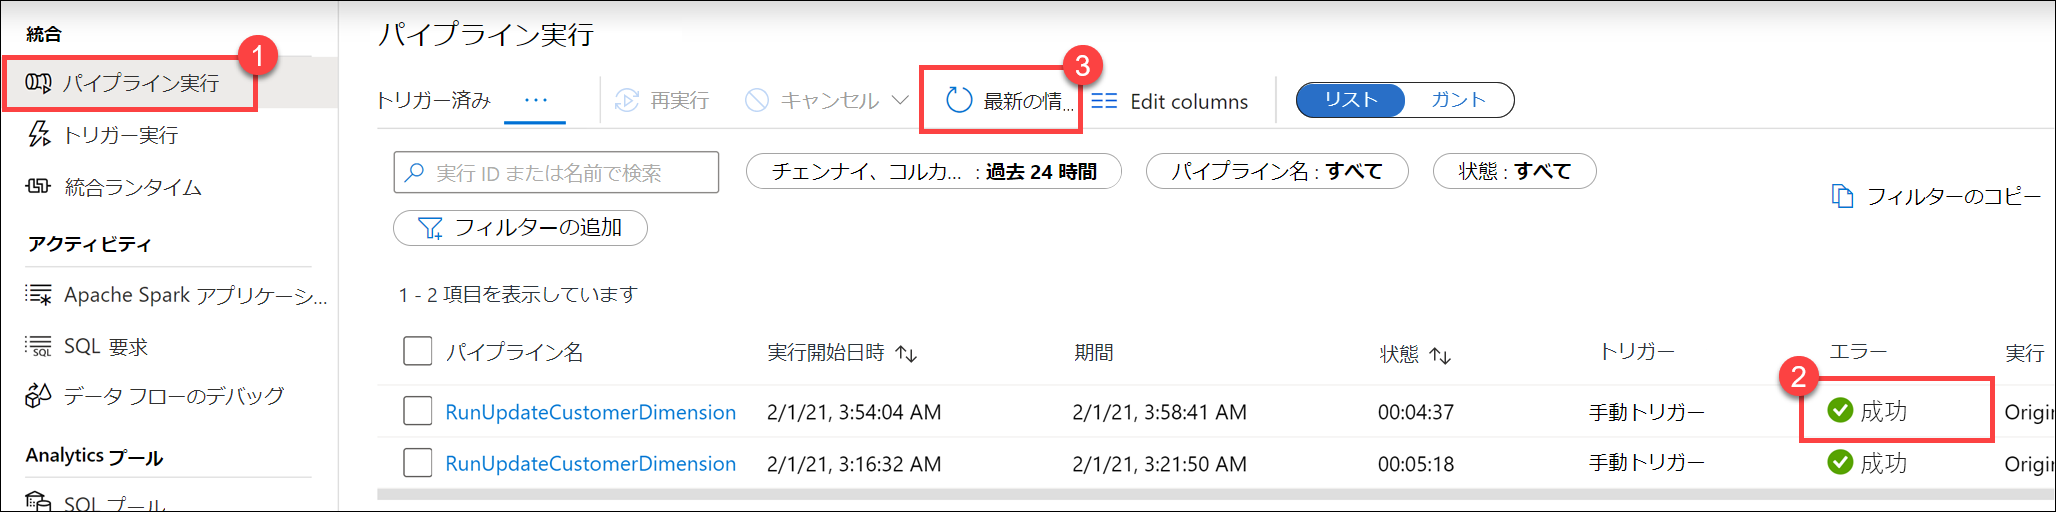 統合
1
パイプライン実行
トリガー実行
統合ランタイム
アクティビティ
Apache Spark アプリケーシ...
SQL 要求
データ フローのデバッグ
Analytics プール
SQL プール
パイプライン実行
トリガー済み ... 再実行 キャンセル 3 最新の情... Edit columns リスト ガント
実行 ID または名前で検索 チェンナイ、コルカ... : 過去 24 時間 パイプライン名 : すべて 状態 : すべて
フィルターのコピー
フィルターの追加
1 - 2 項目を表示しています
パイプライン名 実行開始日時 期間 状態 トリガー エラー 実行
2
RunUpdateCustomerDimension 2/1/21, 3:54:04 AM 2/1/21, 3:58:41 AM 00:04:37 手動トリガー 成功 Origin
RunUpdateCustomerDimension 2/1/21, 3:16:32 AM 2/1/21, 3:21:50 AM 00:05:18 手動トリガー 成功 Origin